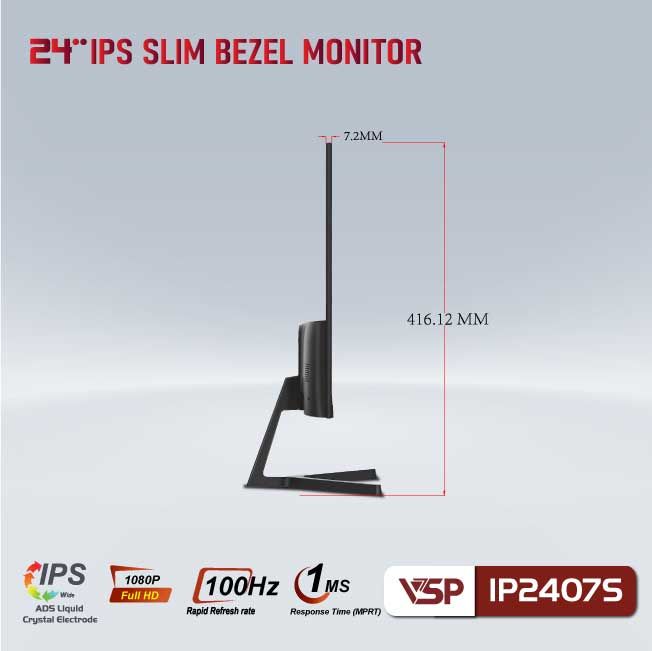 24'' IPS SLIM BEZEL MONITOR
7.2MM
416.12 MM
IPS
Wide
ADS Liquid
Crystal Electrode
1080P
Full HD
100Hz
Rapid Refresh rate
1MS
Response Time (MPRT)
VSP
IP2407S